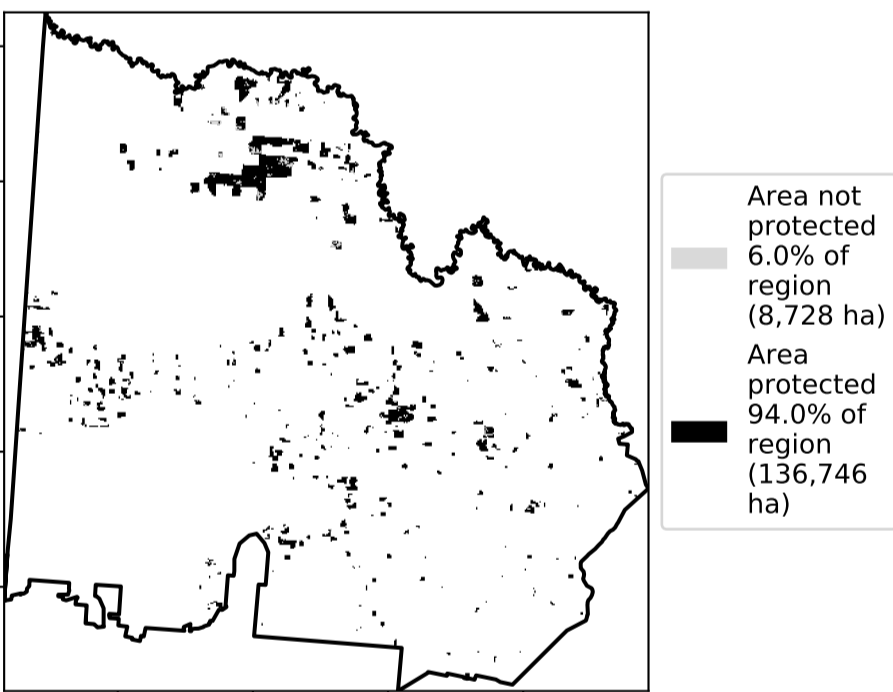 Area not
protected
6.0% of
region
(8,728 ha)
Area
protected
94.0% of
region
(136,746
ha)